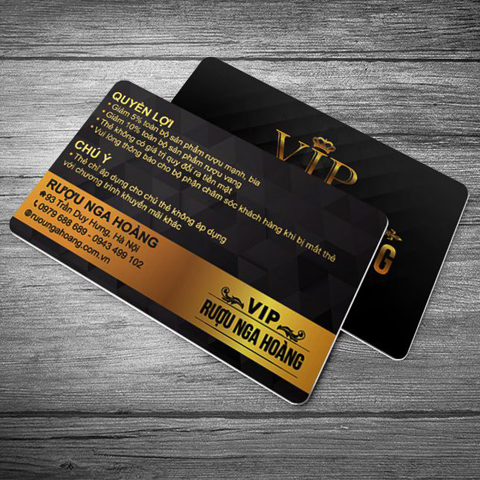 QUYỀN LỢI
• Giảm 5% toàn bộ sản phẩm rượu mạnh, bia
• Giảm 10% toàn bộ sản phẩm rượu vang
• Thẻ không có giá trị quy đổi ra tiền mặt
• Vui lòng thông báo cho bộ phận chăm sóc khách hàng khi bị mất thẻ
CHÚ Ý
• Thẻ chỉ áp dụng cho chủ thẻ không áp dụng
với chương trình khuyến mãi khác
RƯỢU NGA HOÀNG
93 Trần Duy Hưng, Hà Nội
0979 688 689 - 0943 499 102
ruoungahoang.com.vn
VIP
RƯỢU NGA HOÀNG
VIP
G